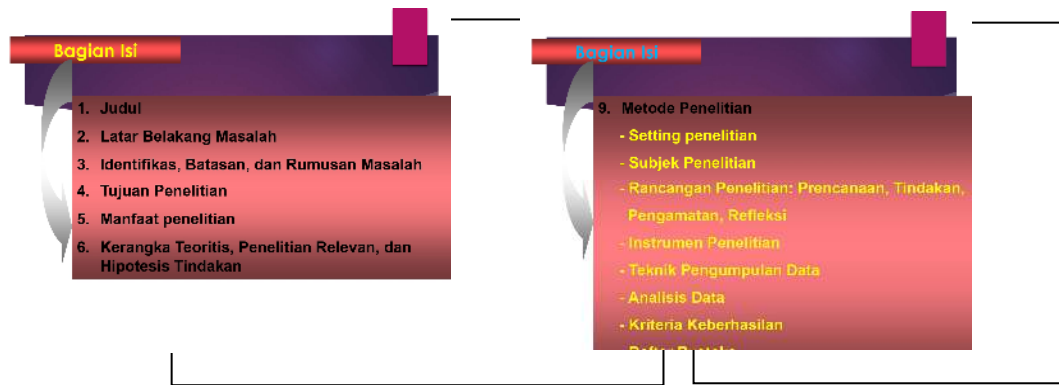 Bagian Isi
1. Judul
2. Latar Belakang Masalah
3. Identifikas, Batasan, dan Rumusan Masalah
4. Tujuan Penelitian
5. Manfaat penelitian
6. Kerangka Teoritis, Penelitian Relevan, dan
Hipotesis Tindakan
Bagian Isi
9. Metode Penelitian
- Setting penelitian
- Subjek Penelitian
- Rancangan Penelitian: Prencanaan, Tindakan,
Pengamatan, Refleksi
- Instrumen Penelitian
- Teknik Pengumpulan Data
- Analisis Data
- Kriteria Keberhasilan